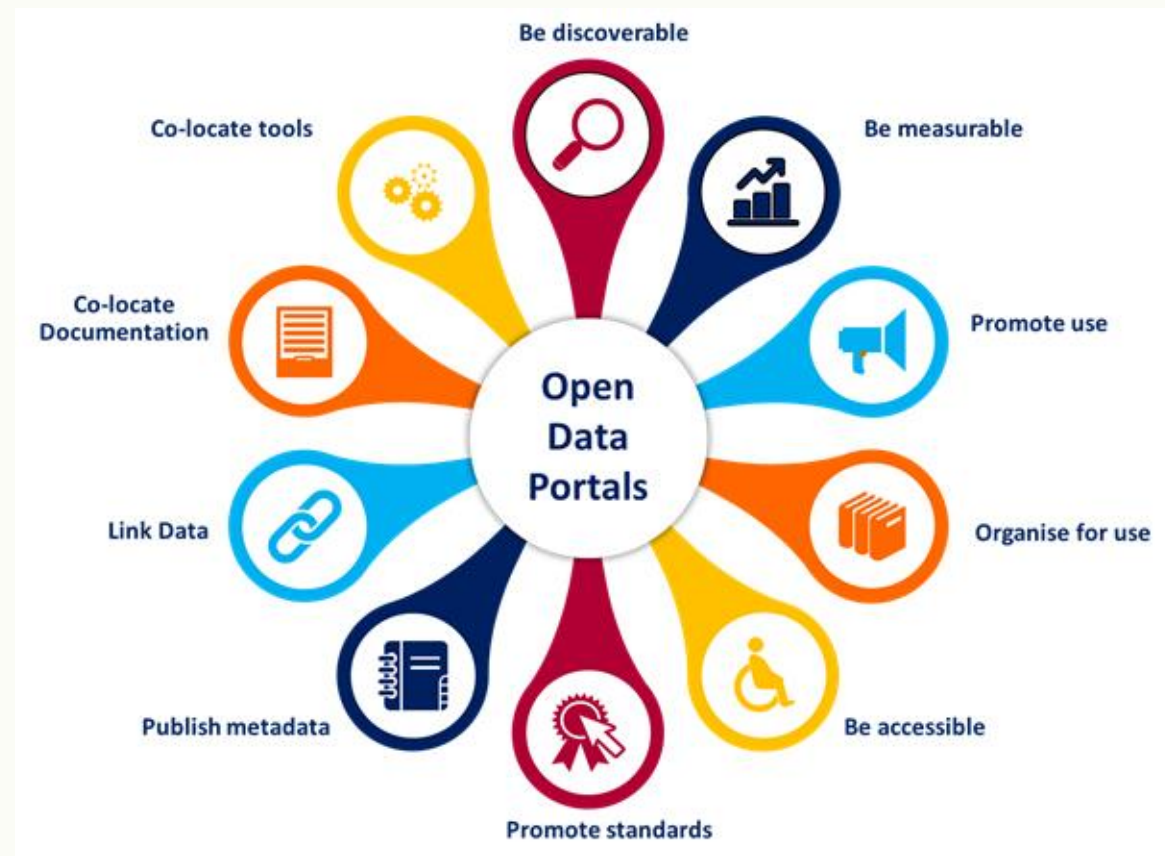 Be discoverable
Co-locate tools
Be measurable
Co-locate
Documentation
Promote use
Open
Data
Portals
Link Data
Organise for use
Publish metadata
Be accessible
Promote standards